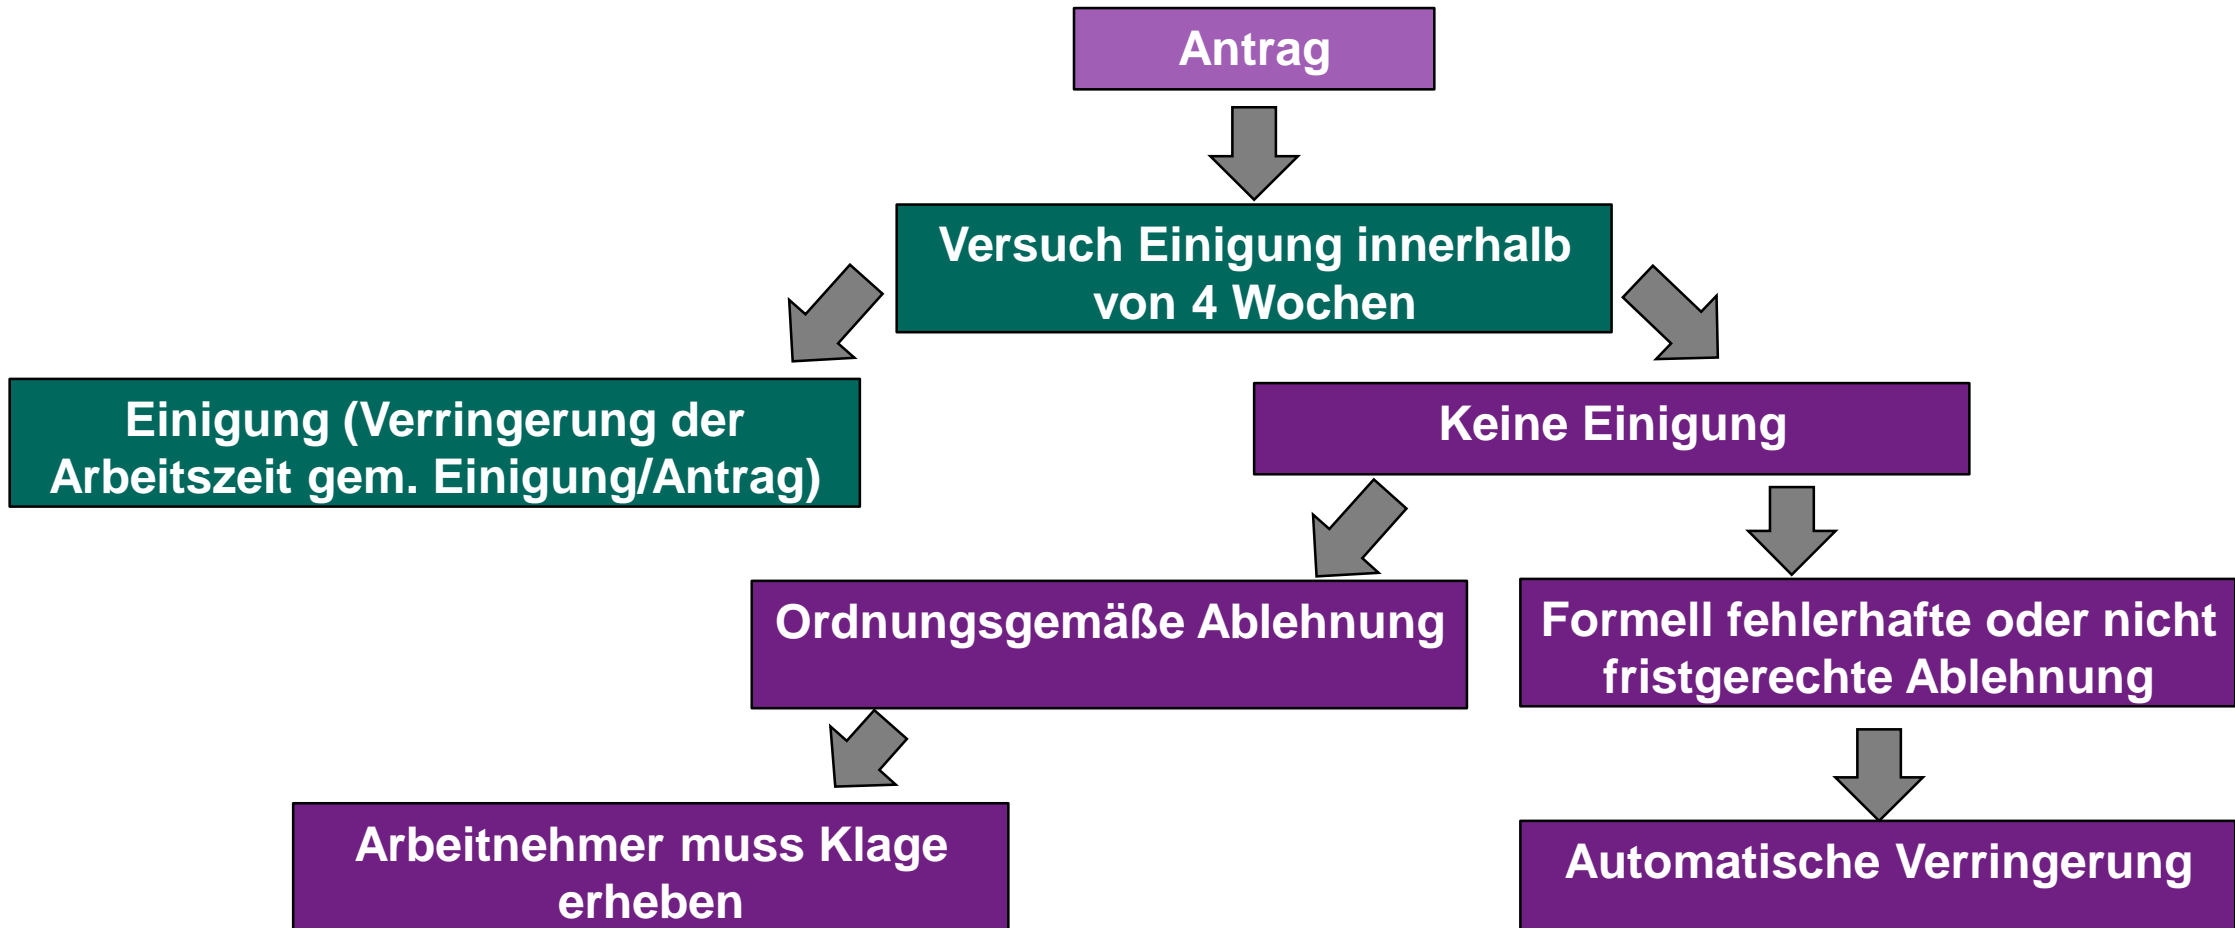 Antrag
Versuch Einigung innerhalb
von 4 Wochen
Einigung (Verringerung der
Arbeitszeit gem. Einigung/Antrag)
Keine Einigung
Ordnungsgemäße Ablehnung
Formell fehlerhafte oder nicht
fristgerechte Ablehnung
Arbeitnehmer muss Klage
erheben
Automatische Verringerung